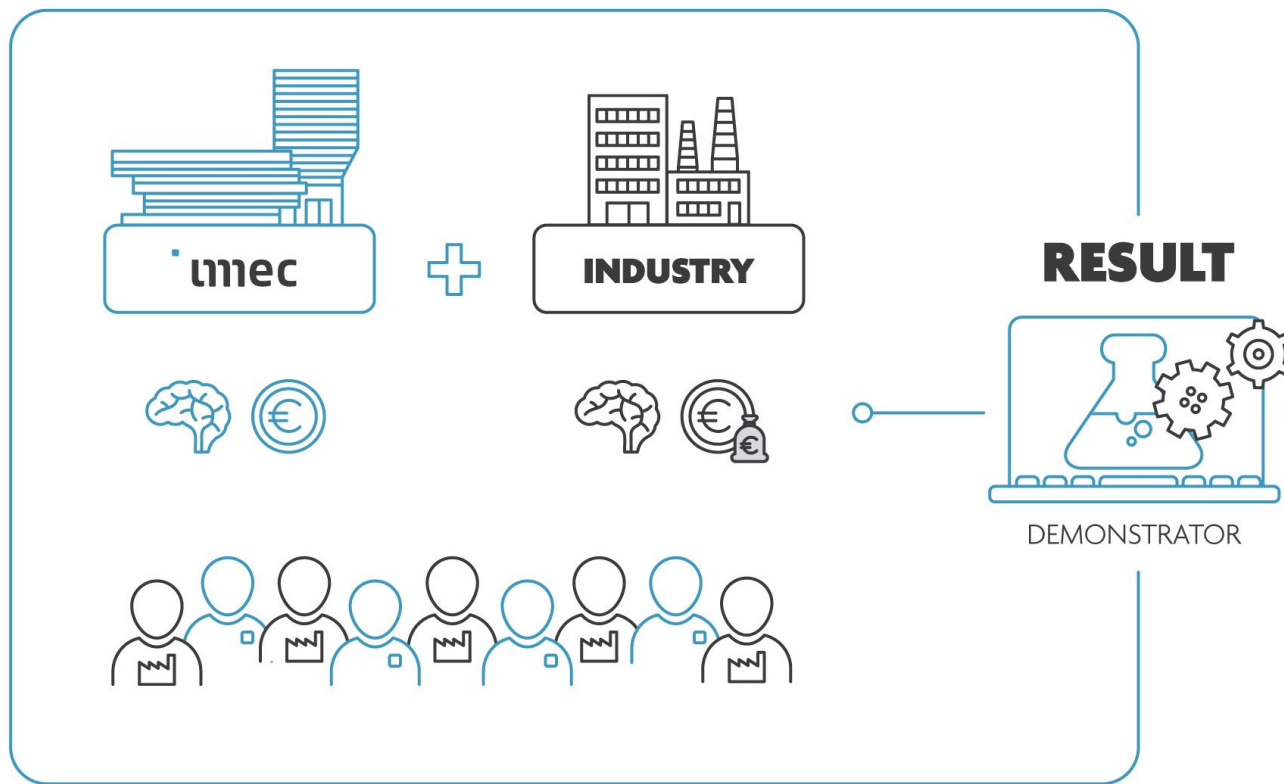 imec
INDUSTRY
RESULT
€
€
€
DEMONSTRATOR